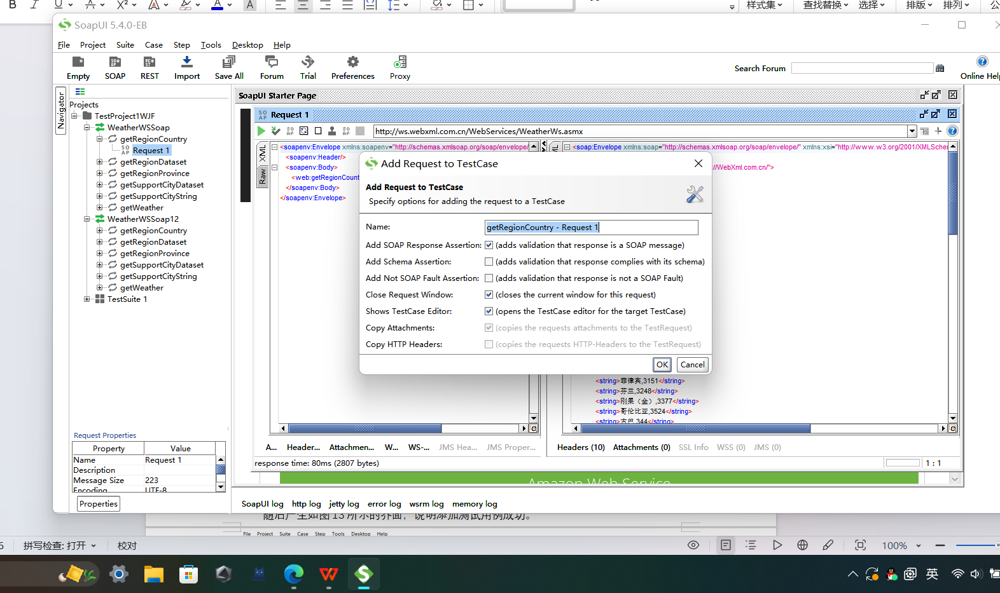 B I U A X² A A A
样式集 查找替换 选择 排版 排列
SoapUI 5.4.0-EB
File Project Suite Case Step Tools Desktop Help
Empty SOAP REST Import Save All Forum Trial Preferences Proxy
Search Forum
Online Help
Navigator
Projects
TestProject1WJF
WeatherWSSoap
getRegionCountry
Request 1
getRegionDataset
getRegionProvince
getSupportCityDataset
getSupportCityString
getWeather
WeatherWSSoap12
getRegionCountry
getRegionDataset
getRegionProvince
getSupportCityDataset
getSupportCityString
getWeather
TestSuite 1
SoapUI Starter Page
Request 1
http://ws.webxml.com.cn/WebServices/WeatherWs.asmx
XML
Raw
<soapenv:Envelope xmlns:soapenv="http://schemas.xmlsoap.org/soap/envelope/
<soapenv:Header/>
<soapenv:Body>
<web:getRegionCount
</soapenv:Body>
</soapenv:Envelope>
<soap:Envelope xmlns:soap="http://schemas.xmlsoap.org/soap/envelope/" xmlns:xsi="http://www.w3.org/2001/XMLSchem
://WebXml.com.cn/">
Add Request to TestCase
Add Request to TestCase
Specify options for adding the request to a TestCase
Name: getRegionCountry - Request 1
Add SOAP Response Assertion: (adds validation that response is a SOAP message)
Add Schema Assertion: (adds validation that response complies with its schema)
Add Not SOAP Fault Assertion: (adds validation that response is not a SOAP Fault)
Close Request Window: (closes the current window for this request)
Shows TestCase Editor: (opens the TestCase editor for the target TestCase)
Copy Attachments: (copies the requests attachments to the TestRequest)
Copy HTTP Headers: (copies the requests HTTP-Headers to the TestRequest)
OK Cancel
<string>菲律宾,3151</string>
<string>芬兰,3248</string>
<string>刚果（金）,3377</string>
<string>哥伦比亚,3524</string>
<string>古巴,344</string>
A... Header... Attachmen... W... WS-... JMS Hea... JMS Proper...
Headers (10) Attachments (0) SSL Info WSS (0) JMS (0)
response time: 80ms (2807 bytes)
1 : 1
Amazon Web Service
Request Properties
Property Value
Name Request 1
Description
Message Size 223
Encoding UTF-8
Properties
SoapUI log http log jetty log error log wsrm log memory log
随后产生如图 13 所示的界面，说明添加测试用例成功。
File Project Suite Case Step Tools Desktop Help
6 拼写检查: 打开 校对
100%
英